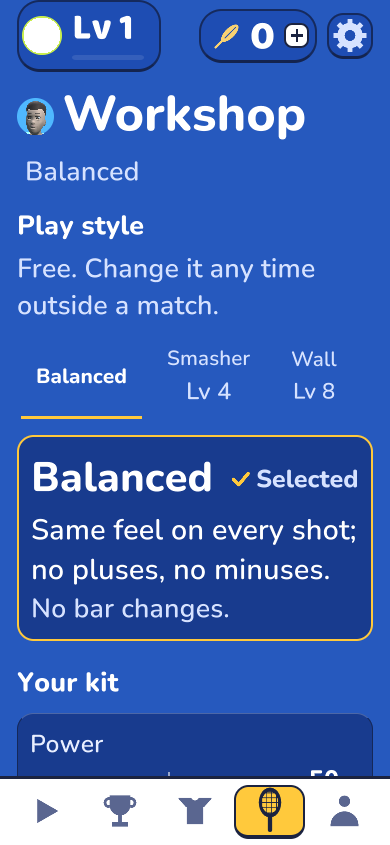 Lv 1
0
Workshop
Balanced
Play style
Free. Change it any time
outside a match.
Balanced
Smasher
Lv 4
Wall
Lv 8
Balanced
Selected
Same feel on every shot;
no pluses, no minuses.
No bar changes.
Your kit
Power